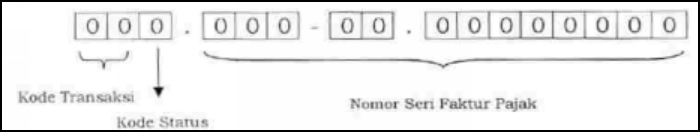 000.000-00.00000000
Kode Transaksi
Nomor Seri Faktur Pajak
Kode Status